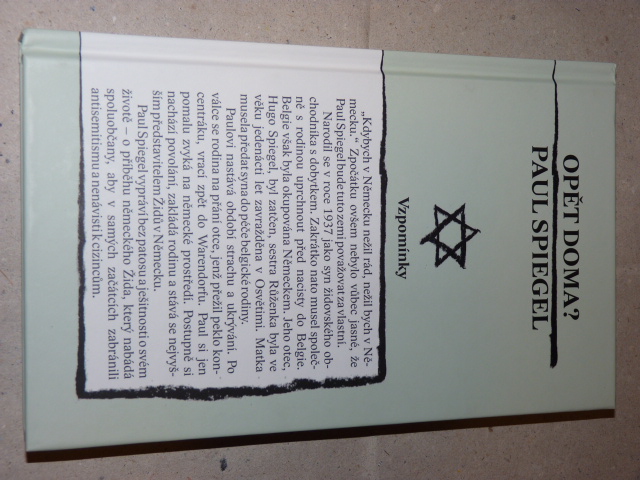 OPĚT DOMA?
PAUL SPIEGEL
Vzpomínky
„Kdybych v Německu nežil rád, nežil bych v Ně-
mecku.“ Zpočátku ovšem nebylo vůbec jasné, že
Paul Spiegel bude tuto zemi považovat za vlastní.
Narodil se v roce 1937 jako syn židovského ob-
chodníka s dobytkem. Zakrátko nato musel společ-
ně s rodinou uprchnout před nacisty do Belgie.
Belgie však byla okupována Německem. Jeho otec,
Hugo Spiegel, byl zatčen, sestra Růženka byla ve
věku jedenácti let zavražděna v Osvětimi. Matka
musela předat syna do péče belgické rodiny.
Paulovi nastává období strachu a ukrývání. Po
válce se rodina na přání otce, jenž přežil peklo kon-
centráku, vrací zpět do Warendorfu. Paul si jen
pomalu zvyká na německé prostředí. Postupně si
nachází povolání, zakládá rodinu a stává se nejvyš-
ším představitelem Židů v Německu.
Paul Spiegel vypráví bez patosu a ješitnosti o svém
životě – o příběhu německého Žida, který nabádá
spoluobčany, aby v samých začátcích zabránili
antisemitismu a nenávisti k cizincům.